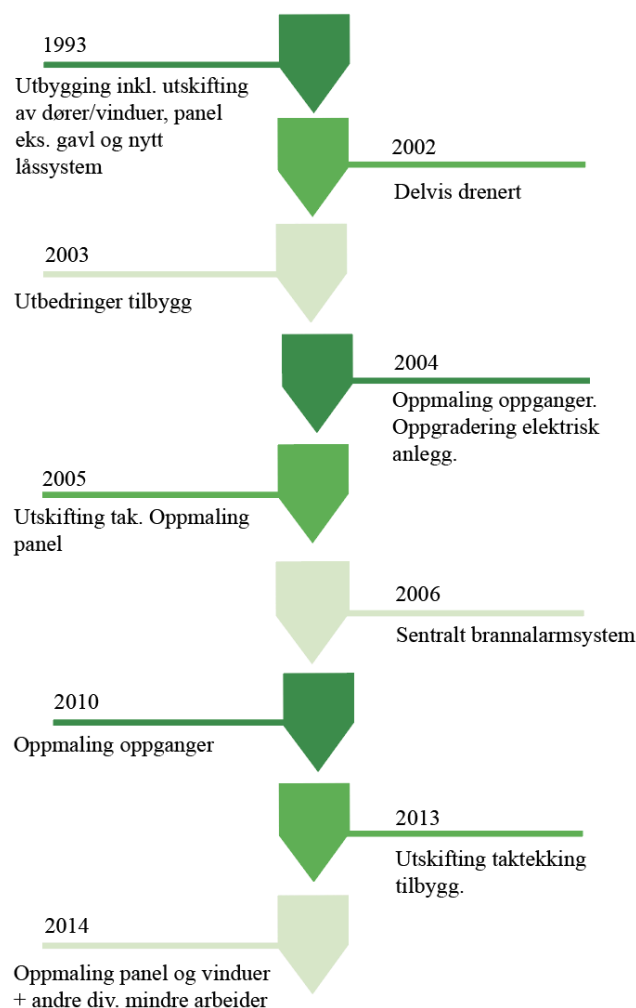 1993
Utbygging inkl. utskifting
av dører/vinduer, panel
eks. gavl og nytt
låssystem
2002
Delvis drenert
2003
Utbedringer tilbygg
2004
Oppmaling oppganger.
Oppgradering elektrisk
anlegg.
2005
Utskifting tak. Oppmaling
panel
2006
Sentralt brannalarmsystem
2010
Oppmaling oppganger
2013
Utskifting taktekking
tilbygg.
2014
Oppmaling panel og vinduer
+ andre div. mindre arbeider